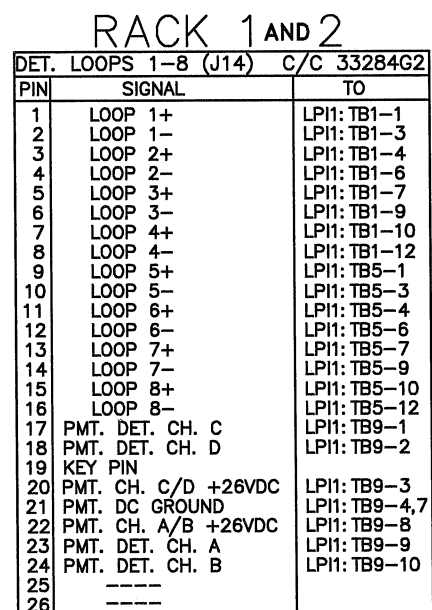 RACK 1 AND 2
DET. LOOPS 1-8 (J14) C/C 33284G2
PIN SIGNAL TO
1 LOOP 1+ LPI1: TB1-1
2 LOOP 1- LPI1: TB1-3
3 LOOP 2+ LPI1: TB1-4
4 LOOP 2- LPI1: TB1-6
5 LOOP 3+ LPI1: TB1-7
6 LOOP 3- LPI1: TB1-9
7 LOOP 4+ LPI1: TB1-10
8 LOOP 4- LPI1: TB1-12
9 LOOP 5+ LPI1: TB5-1
10 LOOP 5- LPI1: TB5-3
11 LOOP 6+ LPI1: TB5-4
12 LOOP 6- LPI1: TB5-6
13 LOOP 7+ LPI1: TB5-7
14 LOOP 7- LPI1: TB5-9
15 LOOP 8+ LPI1: TB5-10
16 LOOP 8- LPI1: TB5-12
17 PMT. DET. CH. C LPI1: TB9-1
18 PMT. DET. CH. D LPI1: TB9-2
19 KEY PIN
20 PMT. CH. C/D +26VDC LPI1: TB9-3
21 PMT. DC GROUND LPI1: TB9-4,7
22 PMT. CH. A/B +26VDC LPI1: TB9-8
23 PMT. DET. CH. A LPI1: TB9-9
24 PMT. DET. CH. B LPI1: TB9-10
25 ----
26 ----